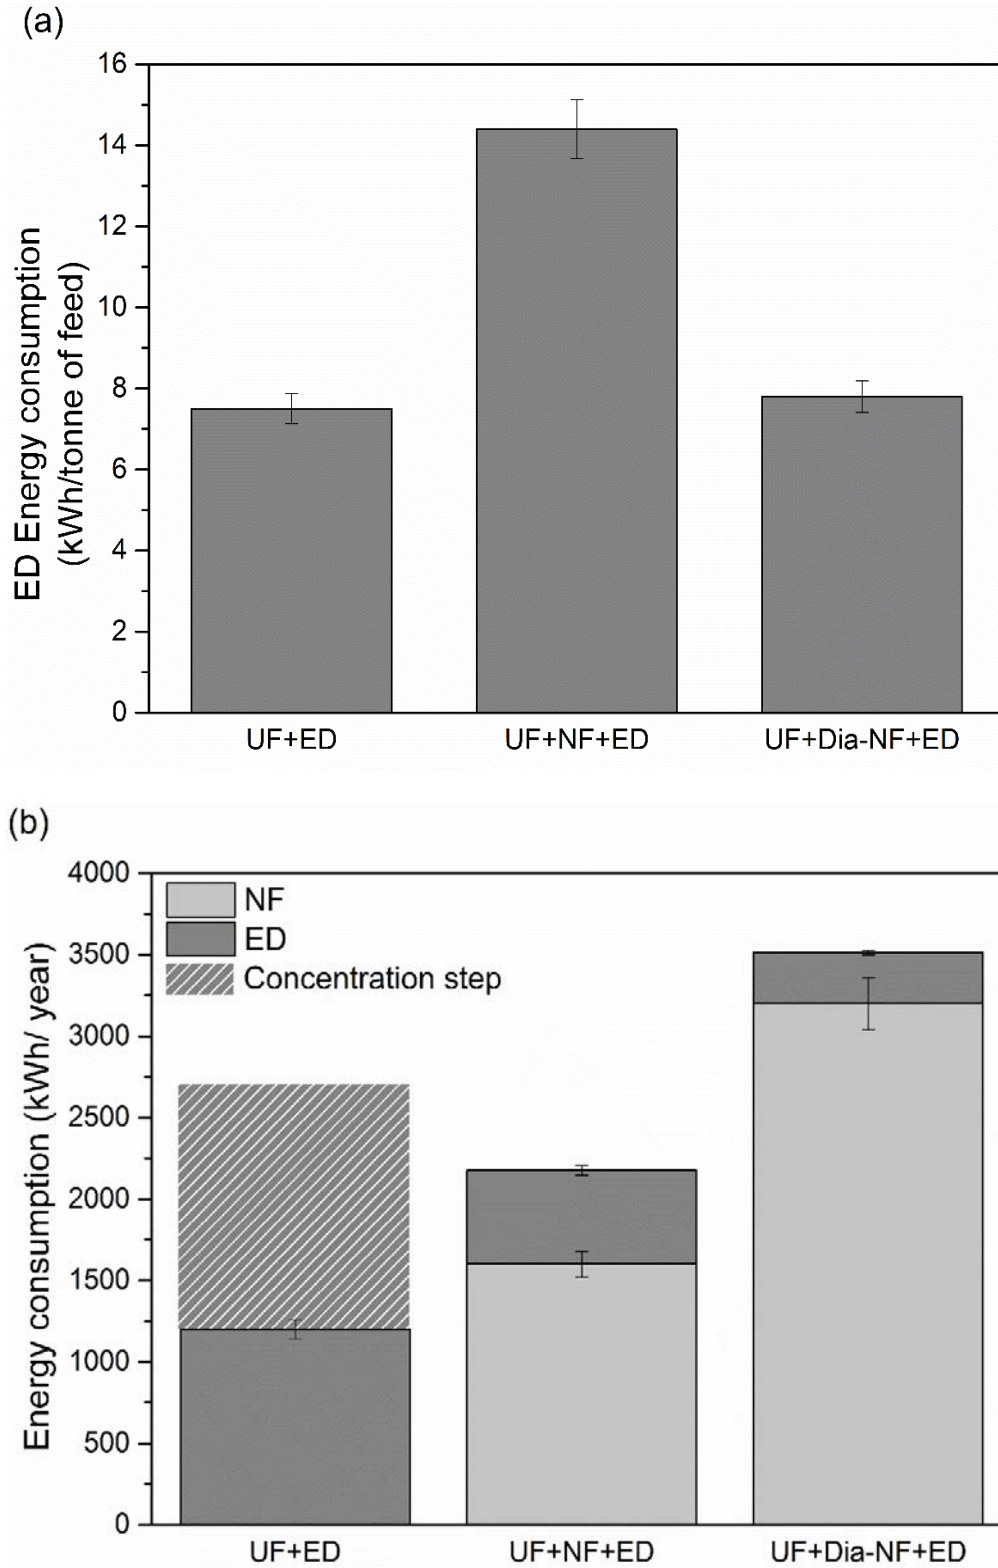 (a)
16
14
12
10
8
6
4
2
0
ED Energy consumption
(kWh/tonne of feed)
UF+ED
UF+NF+ED
UF+Dia-NF+ED
(b)
4000
3500
3000
2500
2000
1500
1000
500
0
Energy consumption (kWh/ year)
NF
ED
Concentration step
UF+ED
UF+NF+ED
UF+Dia-NF+ED